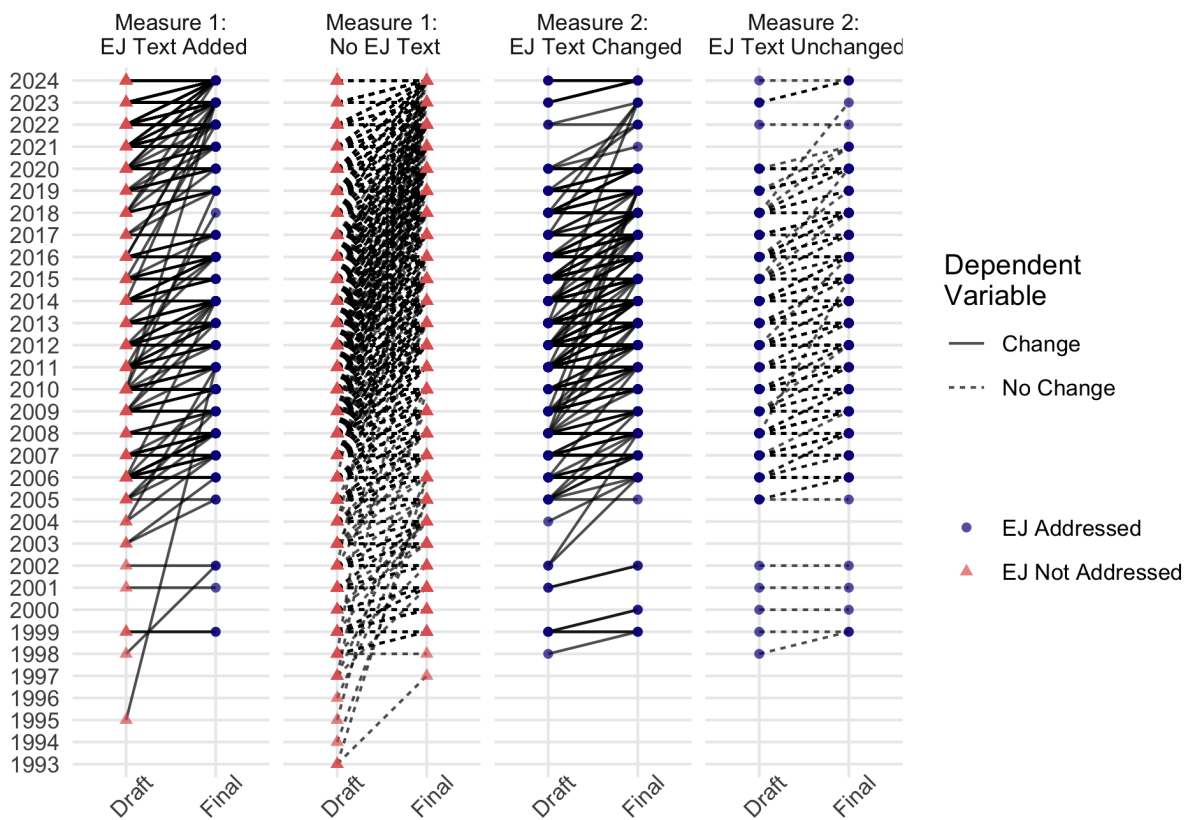 Measure 1:
EJ Text Added
Measure 1:
No EJ Text
Measure 2:
EJ Text Changed
Measure 2:
EJ Text Unchanged
2024
2023
2022
2021
2020
2019
2018
2017
2016
2015
2014
2013
2012
2011
2010
2009
2008
2007
2006
2005
2004
2003
2002
2001
2000
1999
1998
1997
1996
1995
1994
1993
Draft
Final
Draft
Final
Draft
Final
Draft
Final
Dependent
Variable
Change
No Change
EJ Addressed
EJ Not Addressed